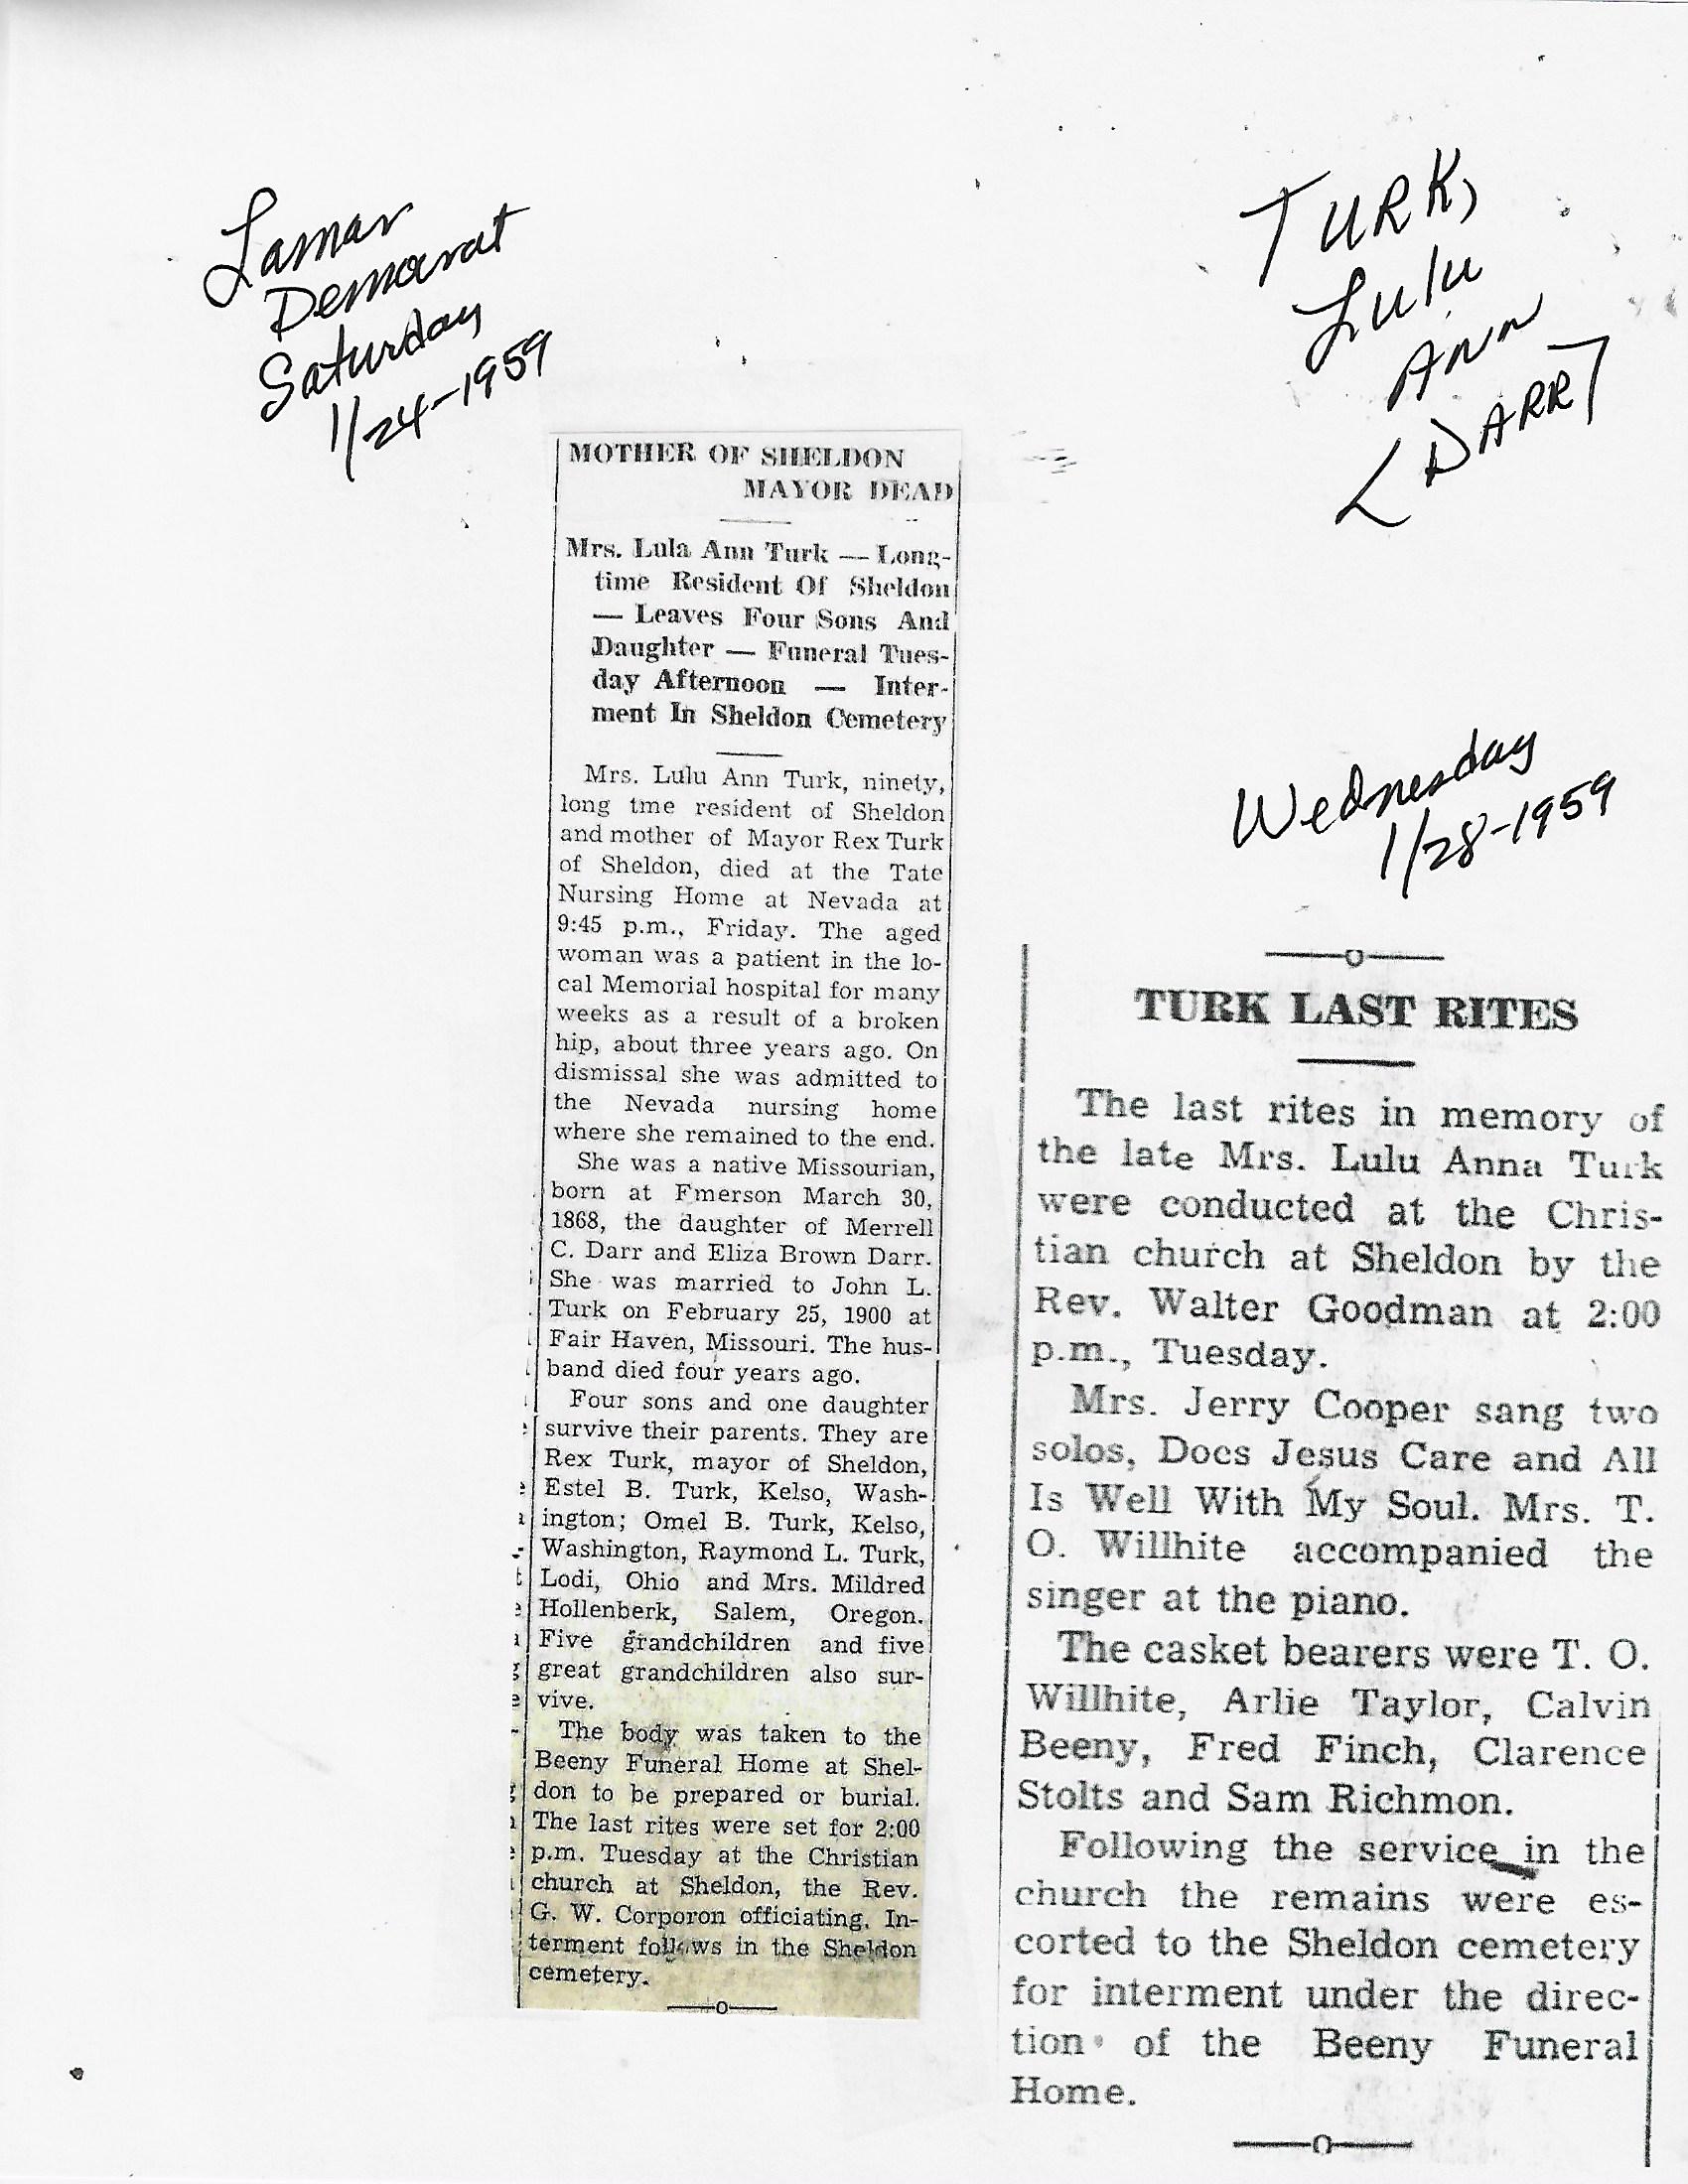 Lamar
Democrat
Saturday
1/24-1959
TURK,
Lulu
Ann
<DARR>
MOTHER OF SHELDON
MAYOR DEAD
Mrs. Lula Ann Turk — Long-
time Resident Of Sheldon
— Leaves Four Sons And
Daughter — Funeral Tues-
day Afternoon — Inter-
ment In Sheldon Cemetery
Mrs. Lulu Ann Turk, ninety,
long tme resident of Sheldon
and mother of Mayor Rex Turk
of Sheldon, died at the Tate
Nursing Home at Nevada at
9:45 p.m., Friday. The aged
woman was a patient in the lo-
cal Memorial hospital for many
weeks as a result of a broken
hip, about three years ago. On
dismissal she was admitted to
the Nevada nursing home
where she remained to the end.
She was a native Missourian,
born at Emerson March 30,
1868, the daughter of Merrell
C. Darr and Eliza Brown Darr.
She was married to John L.
Turk on February 25, 1900 at
Fair Haven, Missouri. The hus-
band died four years ago.
Four sons and one daughter
survive their parents. They are
Rex Turk, mayor of Sheldon,
Estel B. Turk, Kelso, Wash-
ington; Omel B. Turk, Kelso,
Washington, Raymond L. Turk,
Lodi, Ohio and Mrs. Mildred
Hollenberk, Salem, Oregon.
Five grandchildren and five
great grandchildren also sur-
vive.
The body was taken to the
Beeny Funeral Home at Shel-
don to be prepared or burial.
The last rites were set for 2:00
p.m. Tuesday at the Christian
church at Sheldon, the Rev.
G. W. Corporon officiating. In-
terment follows in the Sheldon
cemetery.
Wednesday
1/28-1959
TURK LAST RITES
The last rites in memory of
the late Mrs. Lulu Anna Turk
were conducted at the Chris-
tian church at Sheldon by the
Rev. Walter Goodman at 2:00
p.m., Tuesday.
Mrs. Jerry Cooper sang two
solos, Does Jesus Care and All
Is Well With My Soul. Mrs. T.
O. Willhite accompanied the
singer at the piano.
The casket bearers were T. O.
Willhite, Arlie Taylor, Calvin
Beeny, Fred Finch, Clarence
Stolts and Sam Richmon.
Following the service in the
church the remains were es-
corted to the Sheldon cemetery
for interment under the direc-
tion of the Beeny Funeral
Home.